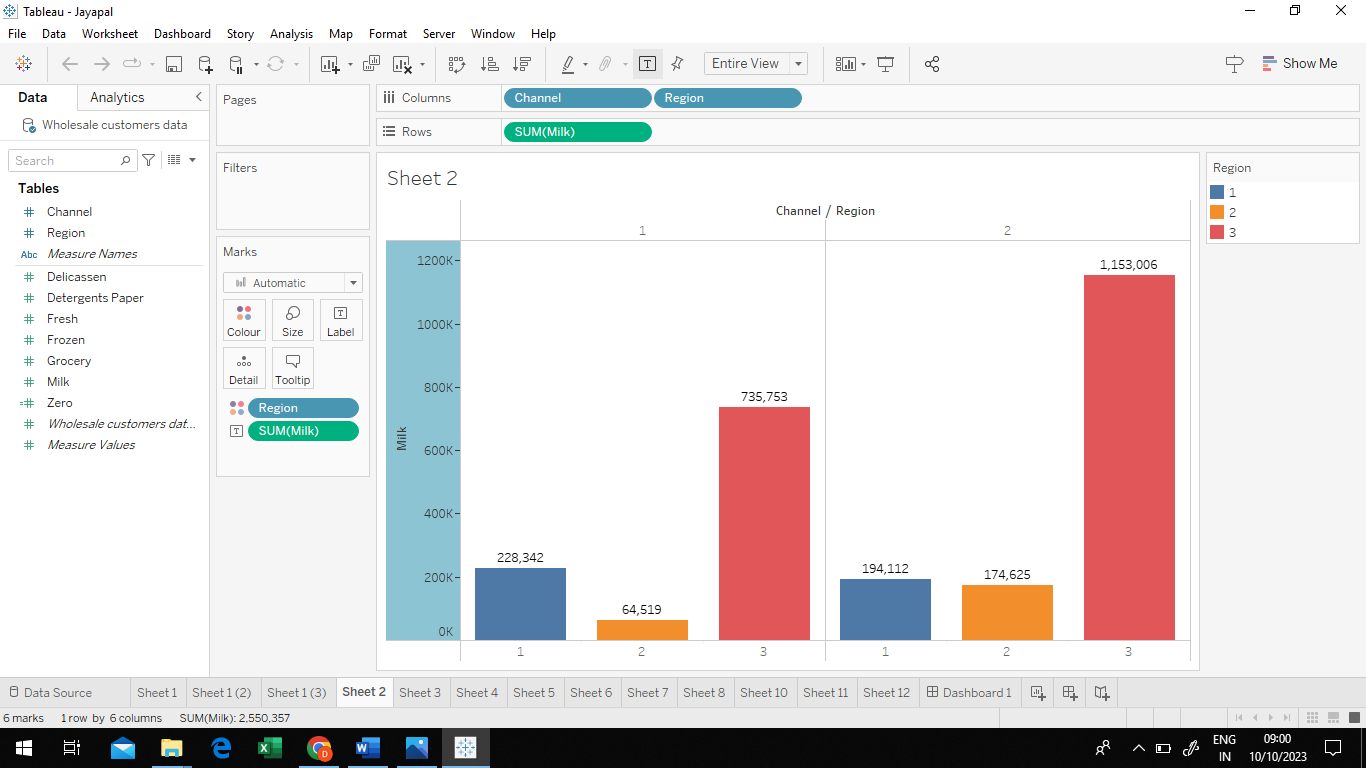 Tableau - Jayapal
File Data Worksheet Dashboard Story Analysis Map Format Server Window Help
Entire View
Show Me
Data Analytics
Wholesale customers data
Search
Tables
Channel
Region
Abc Measure Names
Delicassen
Detergents Paper
Fresh
Frozen
Grocery
Milk
Zero
Wholesale customers dat...
Measure Values
Pages
Filters
Marks
Automatic
Colour Size Label
Detail Tooltip
Region
SUM(Milk)
Columns Channel Region
Rows SUM(Milk)
Sheet 2
Channel / Region
1 2
1200K
1000K
800K
600K
400K
200K
0K
Milk
228,342
64,519
735,753
194,112
174,625
1,153,006
1 2 3 1 2 3
Region
1
2
3
Data Source Sheet 1 Sheet 1 (2) Sheet 1 (3) Sheet 2 Sheet 3 Sheet 4 Sheet 5 Sheet 6 Sheet 7 Sheet 8 Sheet 10 Sheet 11 Sheet 12 Dashboard 1
6 marks 1 row by 6 columns SUM(Milk): 2,550,357
ENG
IN
09:00
10/10/2023